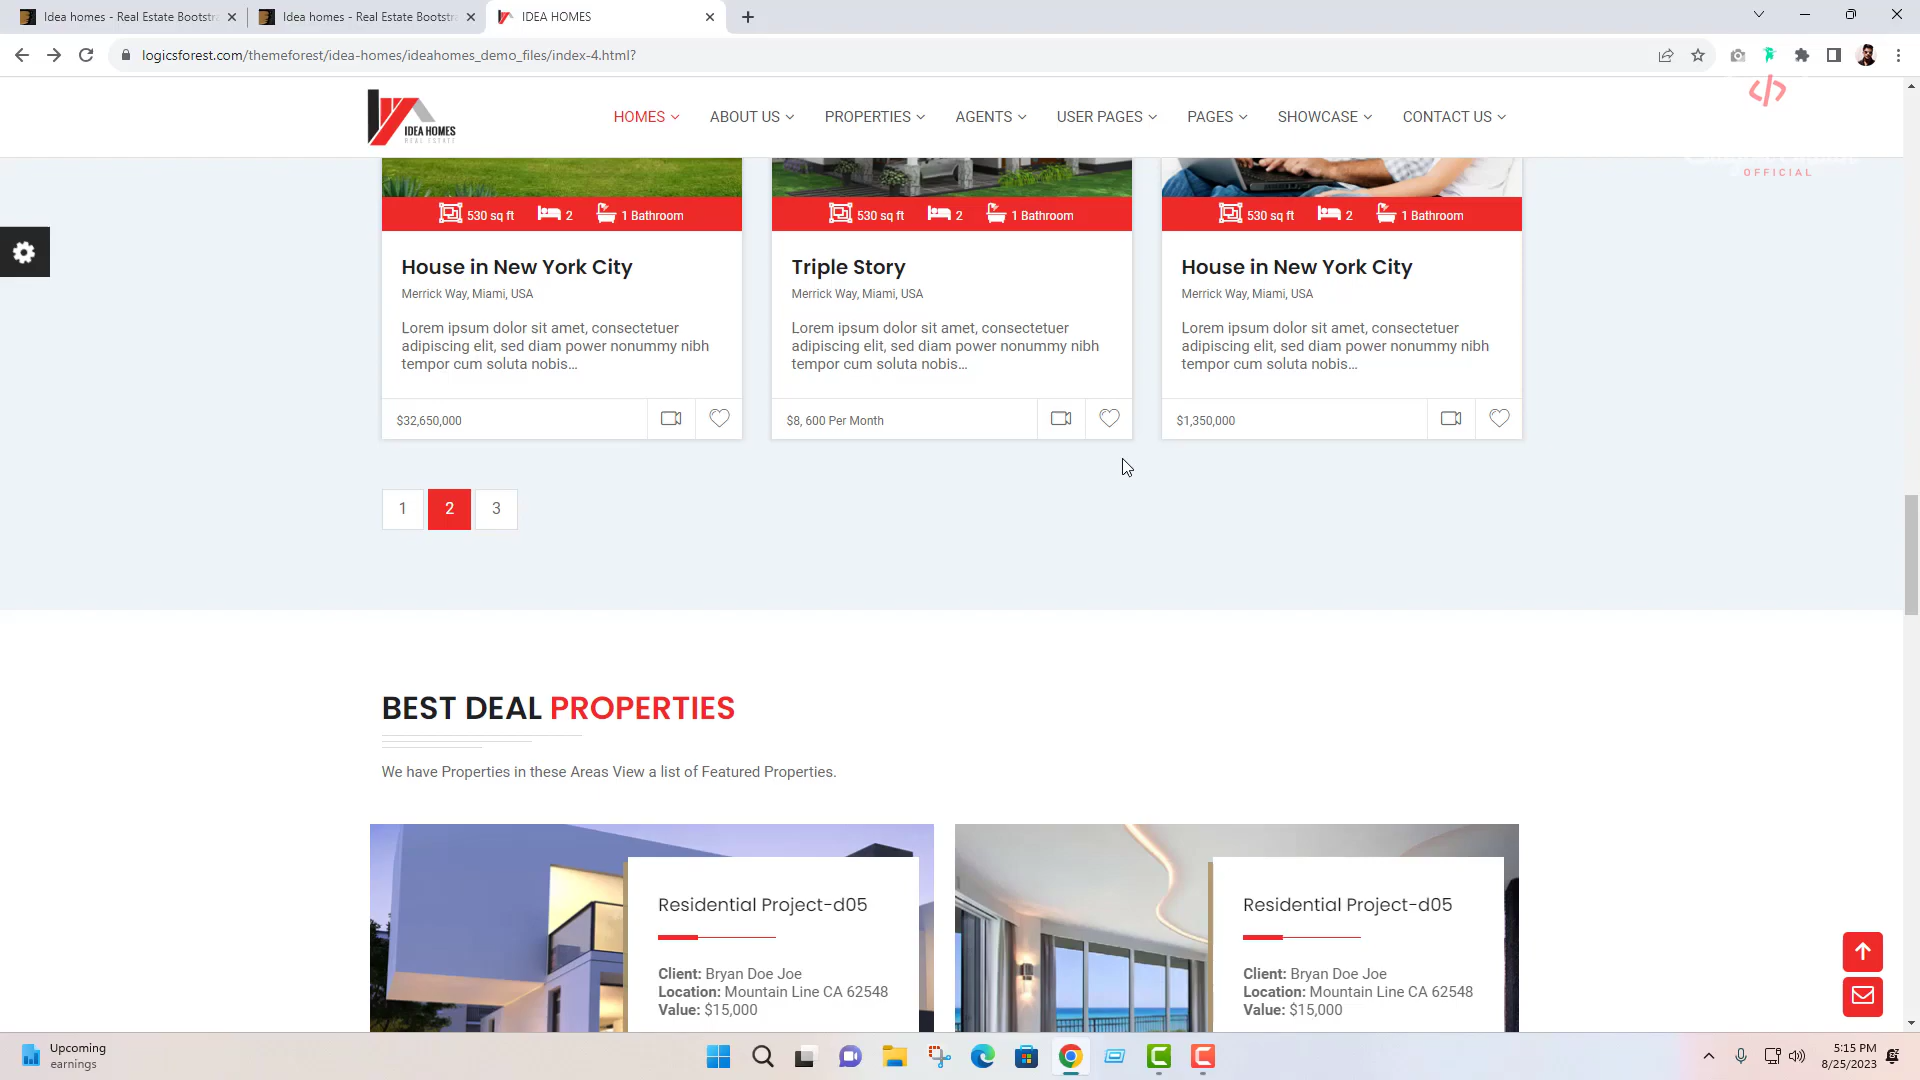 Idea homes - Real Estate Bootstr
Idea homes - Real Estate Bootstr
IDEA HOMES
logicsforest.com/themeforest/idea-homes/ideahomes_demo_files/index-4.html?
IDEA HOMES
REAL ESTATE
HOMES
ABOUT US
PROPERTIES
AGENTS
USER PAGES
PAGES
SHOWCASE
CONTACT US
</>
OFFICIAL
530 sq ft 2 1 Bathroom
House in New York City
Merrick Way, Miami, USA
Lorem ipsum dolor sit amet, consectetuer
adipiscing elit, sed diam power nonummy nibh
tempor cum soluta nobis...
$32,650,000
530 sq ft 2 1 Bathroom
Triple Story
Merrick Way, Miami, USA
Lorem ipsum dolor sit amet, consectetuer
adipiscing elit, sed diam power nonummy nibh
tempor cum soluta nobis...
$8, 600 Per Month
530 sq ft 2 1 Bathroom
House in New York City
Merrick Way, Miami, USA
Lorem ipsum dolor sit amet, consectetuer
adipiscing elit, sed diam power nonummy nibh
tempor cum soluta nobis...
$1,350,000
1 2 3
BEST DEAL PROPERTIES
We have Properties in these Areas View a list of Featured Properties.
Residential Project-d05
Client: Bryan Doe Joe
Location: Mountain Line CA 62548
Value: $15,000
Residential Project-d05
Client: Bryan Doe Joe
Location: Mountain Line CA 62548
Value: $15,000
Upcoming
earnings
5:15 PM
8/25/2023